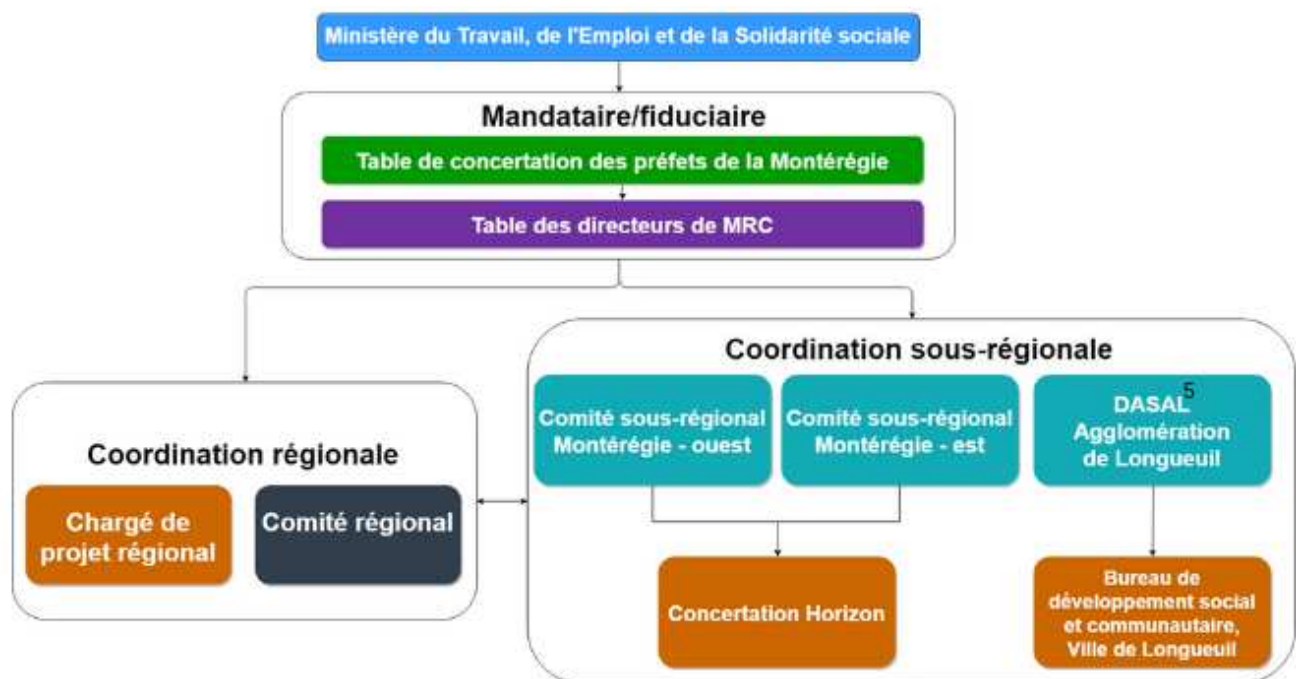 Ministère du Travail, de l'Emploi et de la Solidarité sociale
Mandataire/fiduciaire
Table de concertation des préfets de la Montérégie
Table des directeurs de MRC
Coordination régionale
Chargé de
projet régional
Comité régional
Coordination sous-régionale
Comité sous-régional
Montérégie - ouest
Comité sous-régional
Montérégie - est
DASAL5
Agglomération
de Longueuil
Concertation Horizon
Bureau de
développement social
et communautaire,
Ville de Longueuil